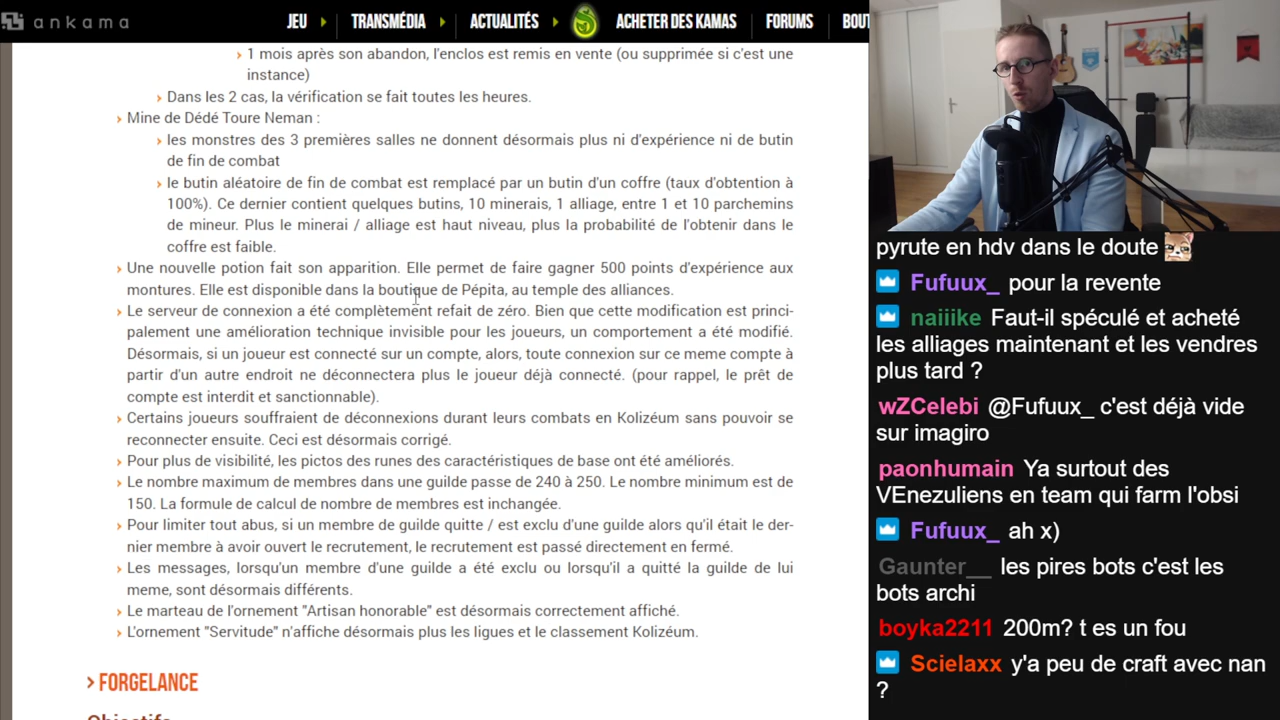 ankama
JEU TRANSMÉDIA ACTUALITÉS ACHETER DES KAMAS FORUMS BOUT
1 mois après son abandon, l'enclos est remis en vente (ou supprimée si c'est une
instance)
Dans les 2 cas, la vérification se fait toutes les heures.
Mine de Dédé Toure Neman :
les monstres des 3 premières salles ne donnent désormais plus ni d'expérience ni de butin
de fin de combat
le butin aléatoire de fin de combat est remplacé par un butin d'un coffre (taux d'obtention à
100%). Ce dernier contient quelques butins, 10 minerais, 1 alliage, entre 1 et 10 parchemins
de mineur. Plus le minerai / alliage est haut niveau, plus la probabilité de l'obtenir dans le
coffre est faible.
Une nouvelle potion fait son apparition. Elle permet de faire gagner 500 points d'expérience aux
montures. Elle est disponible dans la boutique de Pépita, au temple des alliances.
Le serveur de connexion a été complètement refait de zéro. Bien que cette modification est princi-
palement une amélioration technique invisible pour les joueurs, un comportement a été modifié.
Désormais, si un joueur est connecté sur un compte, alors, toute connexion sur ce meme compte à
partir d'un autre endroit ne déconnectera plus le joueur déjà connecté. (pour rappel, le prêt de
compte est interdit et sanctionnable).
Certains joueurs souffraient de déconnexions durant leurs combats en Kolizéum sans pouvoir se
reconnecter ensuite. Ceci est désormais corrigé.
Pour plus de visibilité, les pictos des runes des caractéristiques de base ont été améliorés.
Le nombre maximum de membres dans une guilde passe de 240 à 250. Le nombre minimum est de
150. La formule de calcul de nombre de membres est inchangée.
Pour limiter tout abus, si un membre de guilde quitte / est exclu d'une guilde alors qu'il était le der-
nier membre à avoir ouvert le recrutement, le recrutement est passé directement en fermé.
Les messages, lorsqu'un membre d'une guilde a été exclu ou lorsqu'il a quitté la guilde de lui
meme, sont désormais différents.
Le marteau de l'ornement "Artisan honorable" est désormais correctement affiché.
L'ornement "Servitude" n'affiche désormais plus les ligues et le classement Kolizéum.
FORGELANCE
Objectifs
pyrute en hdv dans le doute
Fufuux_ pour la revente
naiiike Faut-il spéculé et acheté
les alliages maintenant et les vendres
plus tard ?
wZCelebi @Fufuux_ c'est déjà vide
sur imagiro
paonhumain Ya surtout des
VEnezuliens en team qui farm l'obsi
Fufuux_ ah x)
Gaunter__ les pires bots c'est les
bots archi
boyka2211 200m? t es un fou
Scielaxx y'a peu de craft avec nan
?